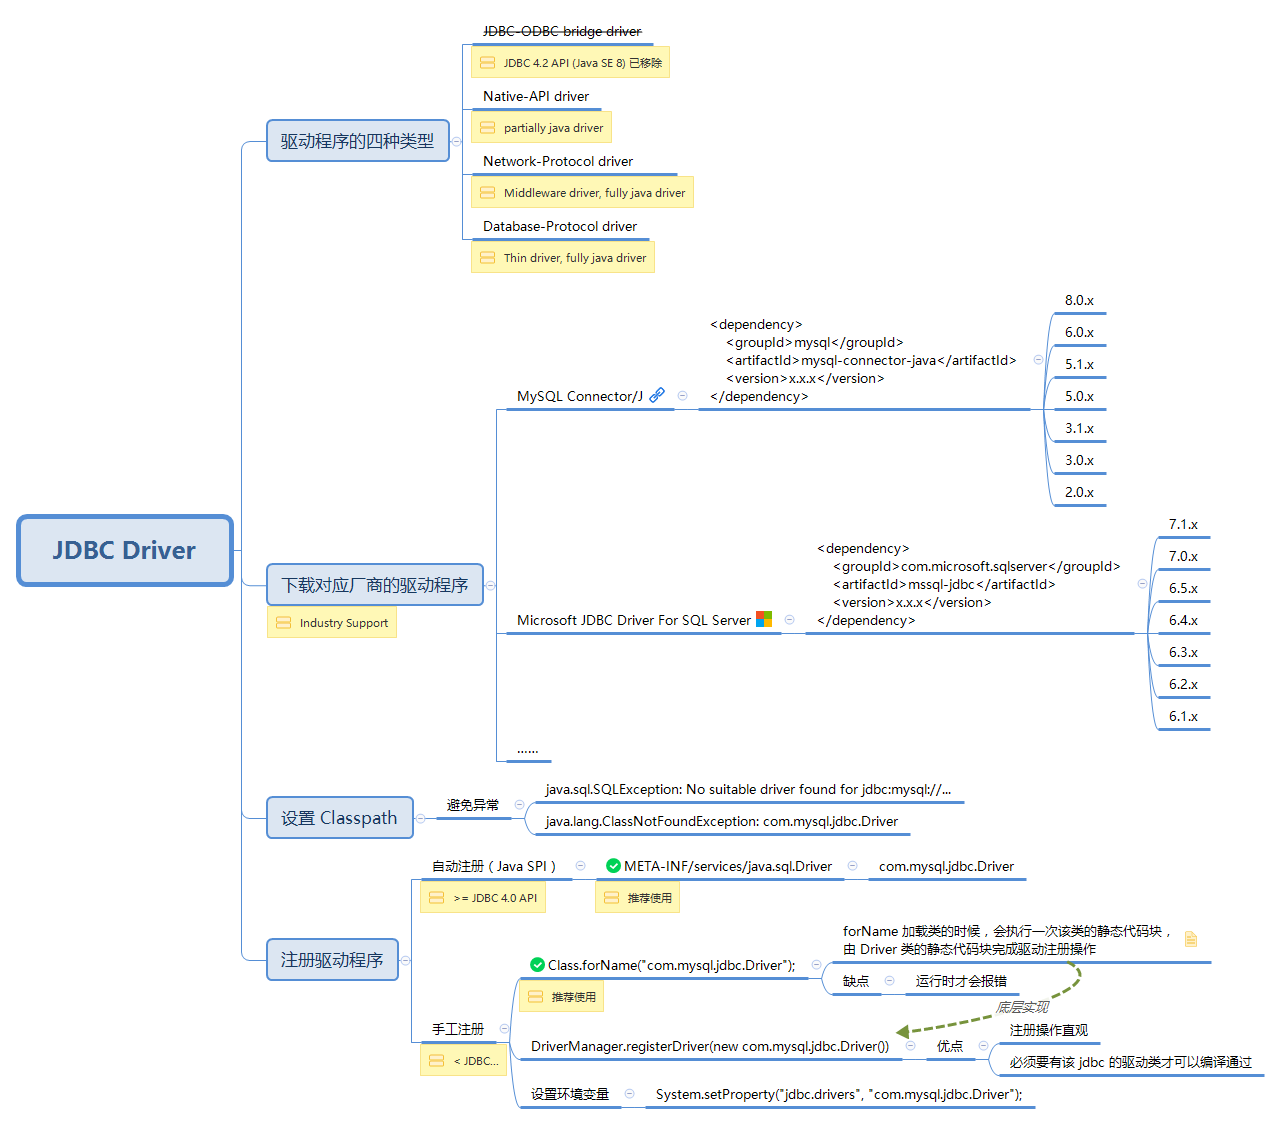 JDBC Driver
驱动程序的四种类型
JDBC-ODBC bridge driver
JDBC 4.2 API (Java SE 8) 已移除
Native-API driver
partially java driver
Network-Protocol driver
Middleware driver, fully java driver
Database-Protocol driver
Thin driver, fully java driver
下载对应厂商的驱动程序
Industry Support
MySQL Connector/J
<dependency>
<groupId>mysql</groupId>
<artifactId>mysql-connector-java</artifactId>
<version>x.x.x</version>
</dependency>
8.0.x
6.0.x
5.1.x
5.0.x
3.1.x
3.0.x
2.0.x
Microsoft JDBC Driver For SQL Server
<dependency>
<groupId>com.microsoft.sqlserver</groupId>
<artifactId>mssql-jdbc</artifactId>
<version>x.x.x</version>
</dependency>
7.1.x
7.0.x
6.5.x
6.4.x
6.3.x
6.2.x
6.1.x
......
设置 Classpath
避免异常
java.sql.SQLException: No suitable driver found for jdbc:mysql://...
java.lang.ClassNotFoundException: com.mysql.jdbc.Driver
注册驱动程序
自动注册（Java SPI）
>= JDBC 4.0 API
META-INF/services/java.sql.Driver
推荐使用
com.mysql.jdbc.Driver
手工注册
< JDBC...
Class.forName("com.mysql.jdbc.Driver");
推荐使用
forName 加载类的时候，会执行一次该类的静态代码块，
由 Driver 类的静态代码块完成驱动注册操作
缺点
运行时才会报错
底层实现
DriverManager.registerDriver(new com.mysql.jdbc.Driver())
优点
注册操作直观
必须要有该 jdbc 的驱动类才可以编译通过
设置环境变量
System.setProperty("jdbc.drivers", "com.mysql.jdbc.Driver");